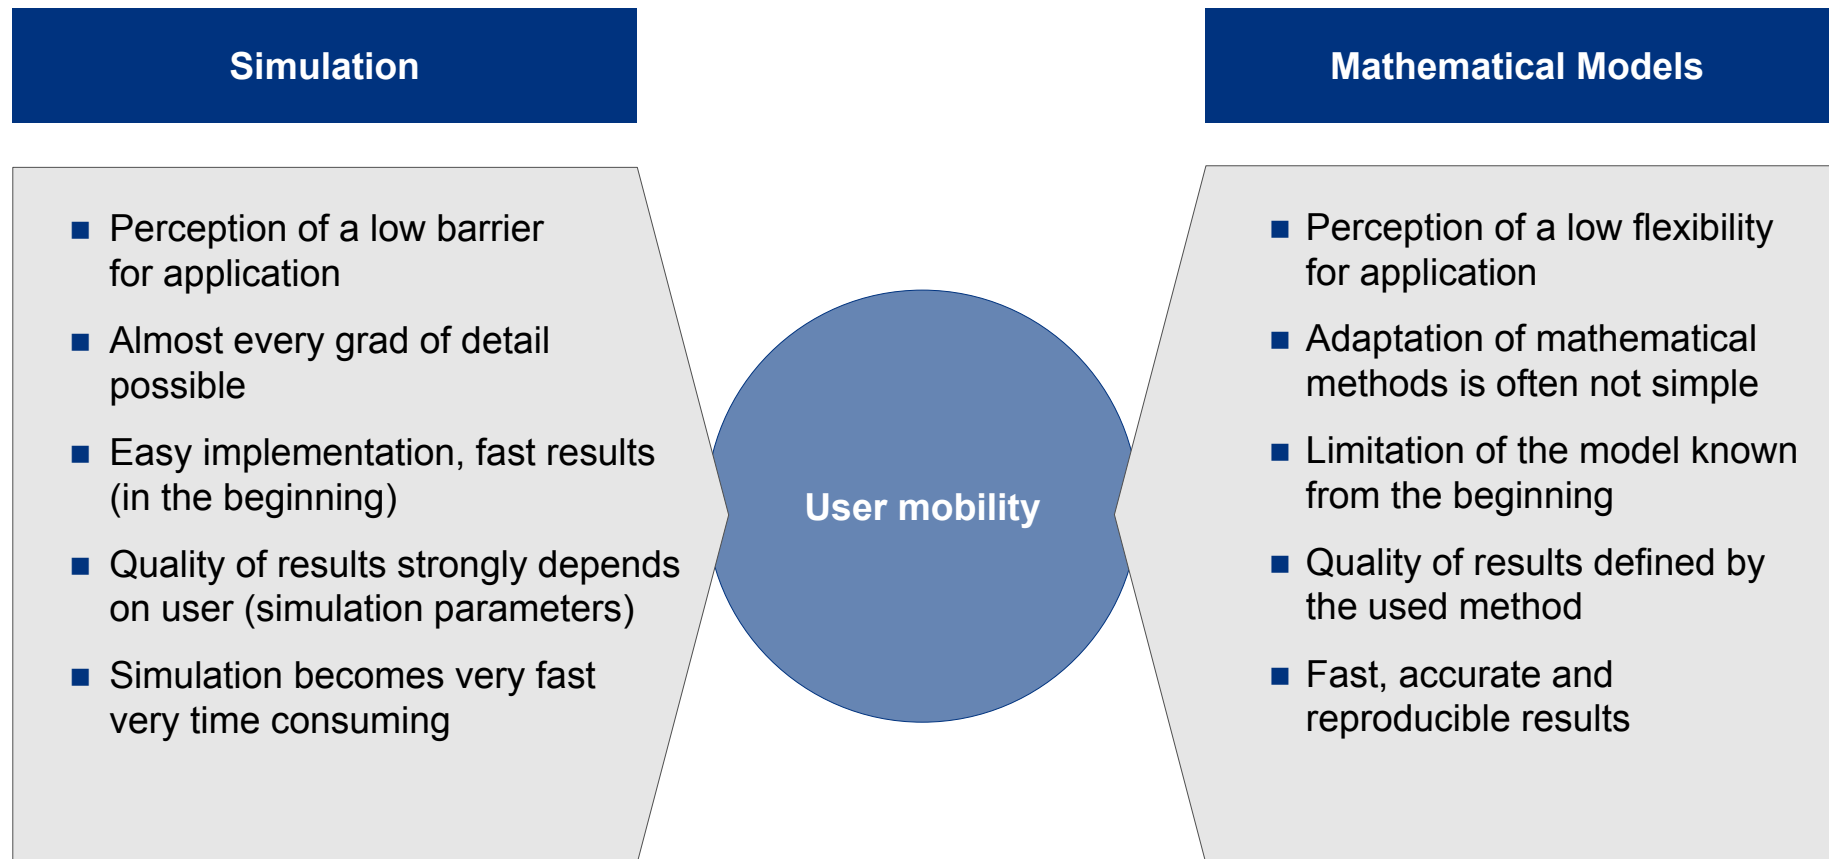 Simulation
Perception of a low barrier
for application
Almost every grad of detail
possible
Easy implementation, fast results
(in the beginning)
Quality of results strongly depends
on user (simulation parameters)
Simulation becomes very fast
very time consuming
User mobility
Mathematical Models
Perception of a low flexibility
for application
Adaptation of mathematical
methods is often not simple
Limitation of the model known
from the beginning
Quality of results defined by
the used method
Fast, accurate and
reproducible results